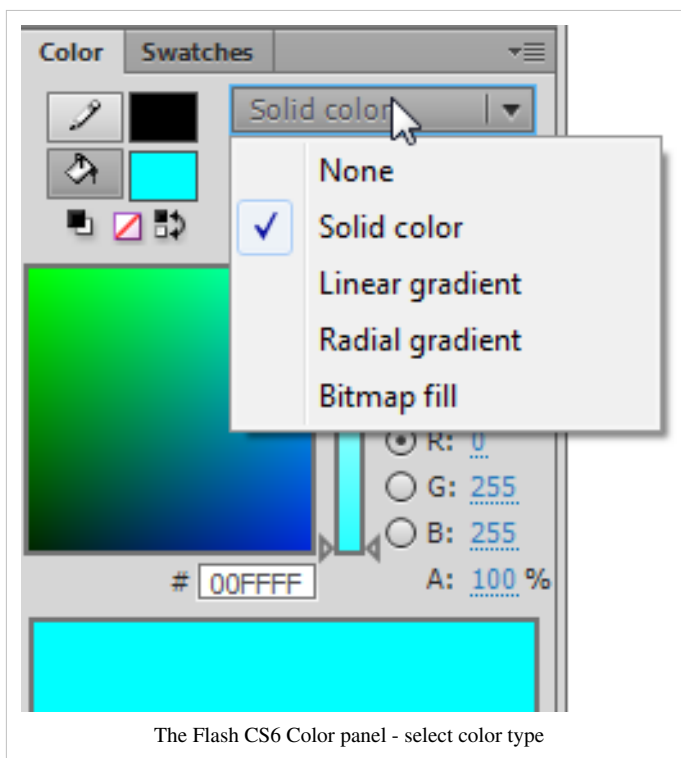 Color Swatches
Solid color
None
Solid color
Linear gradient
Radial gradient
Bitmap fill
R: 0
G: 255
B: 255
# 00FFFF A: 100 %
The Flash CS6 Color panel - select color type